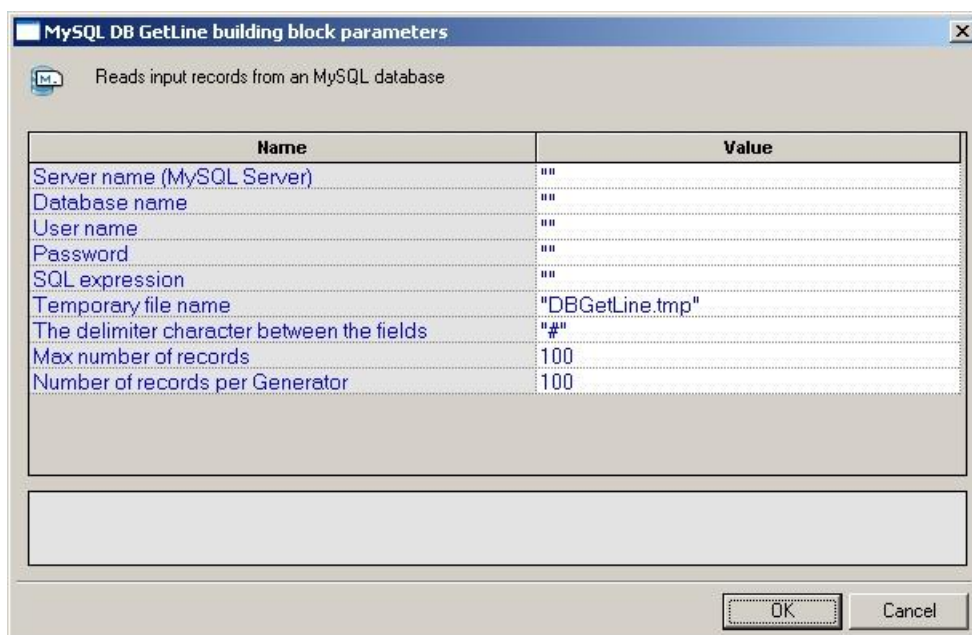 MySQL DB GetLine building block parameters
M.
Reads input records from an MySQL database
Name Value
Server name (MySQL Server) ""
Database name ""
User name ""
Password ""
SQL expression ""
Temporary file name "DBGetLine.tmp"
The delimiter character between the fields "#"
Max number of records 100
Number of records per Generator 100
OK Cancel